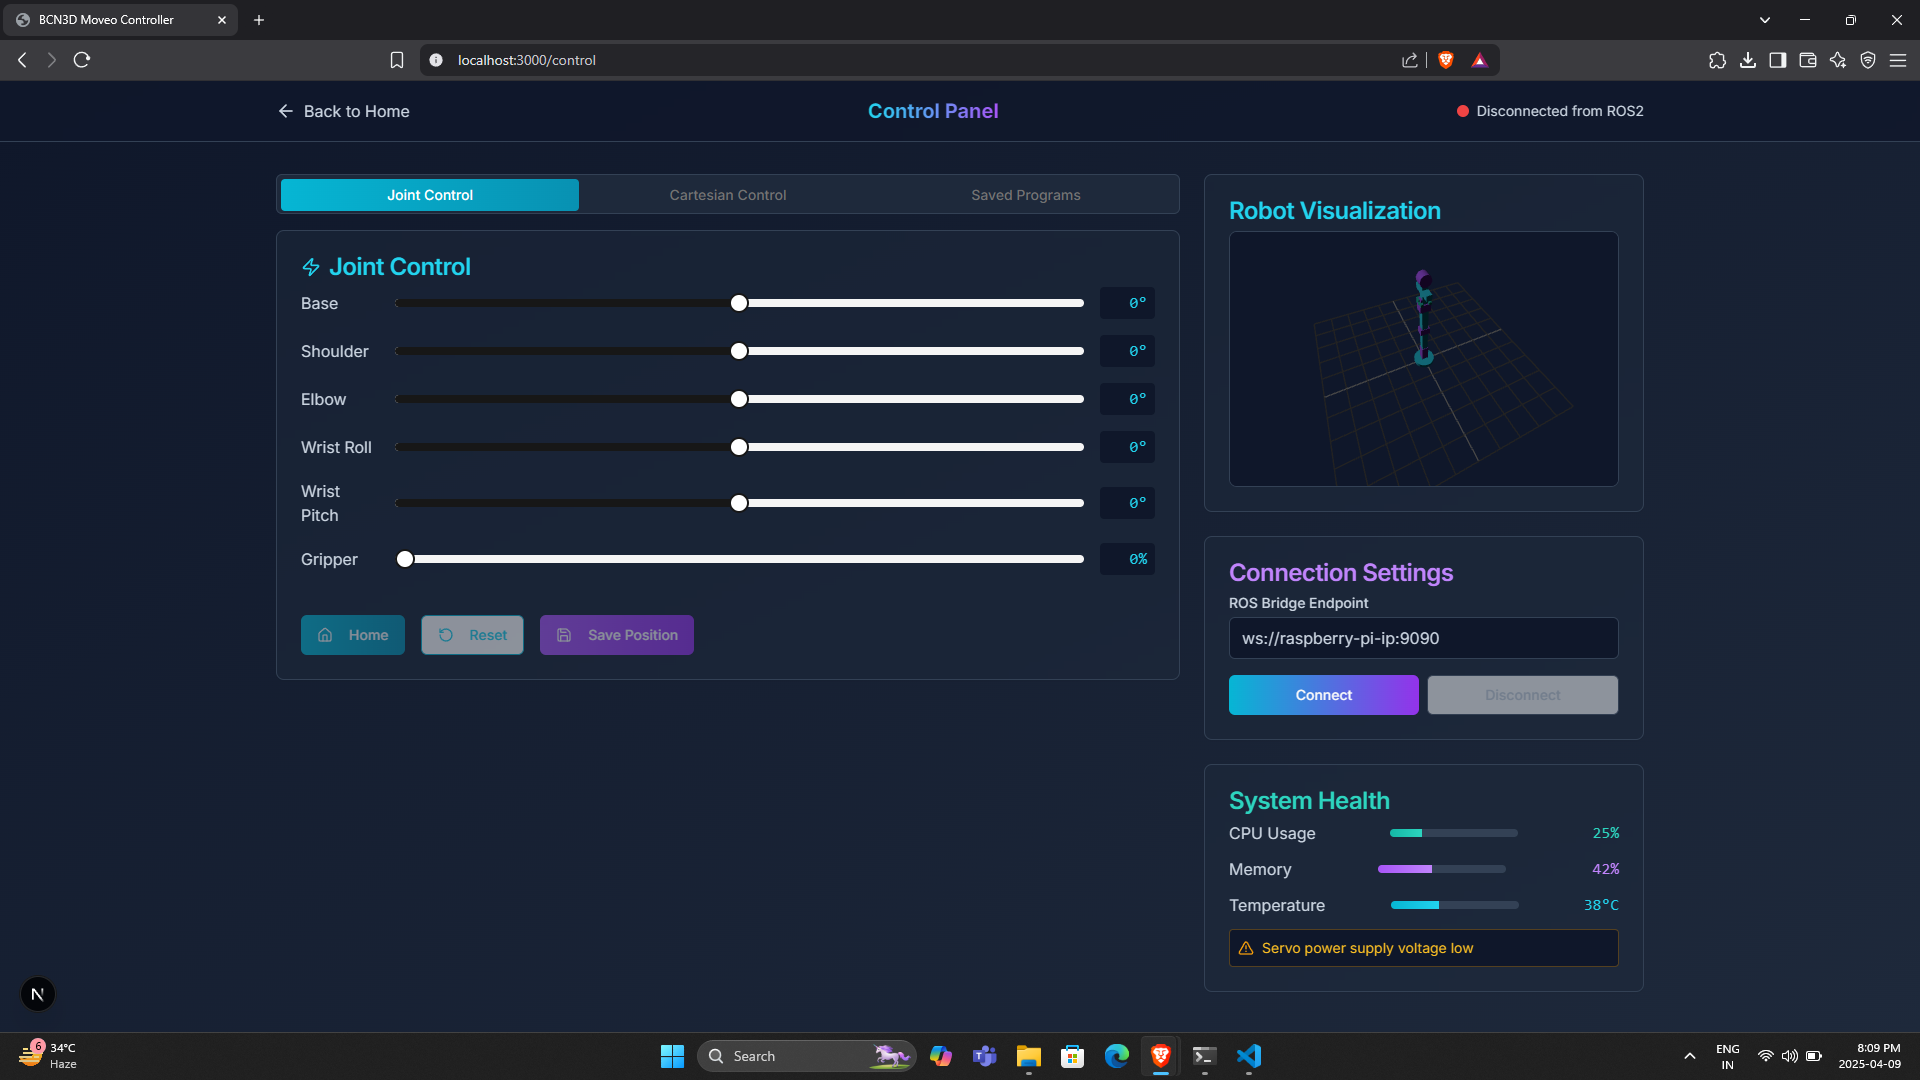 BCN3D Moveo Controller
localhost:3000/control
Back to Home
Control Panel
Disconnected from ROS2
Joint Control
Cartesian Control
Saved Programs
Joint Control
Base
0°
Shoulder
0°
Elbow
0°
Wrist Roll
0°
Wrist
Pitch
0°
Gripper
0%
Home
Reset
Save Position
Robot Visualization
Connection Settings
ROS Bridge Endpoint
ws://raspberry-pi-ip:9090
Connect
Disconnect
System Health
CPU Usage
25%
Memory
42%
Temperature
38°C
Servo power supply voltage low
N
6
34°C
Haze
Search
ENG
IN
8:09 PM
2025-04-09